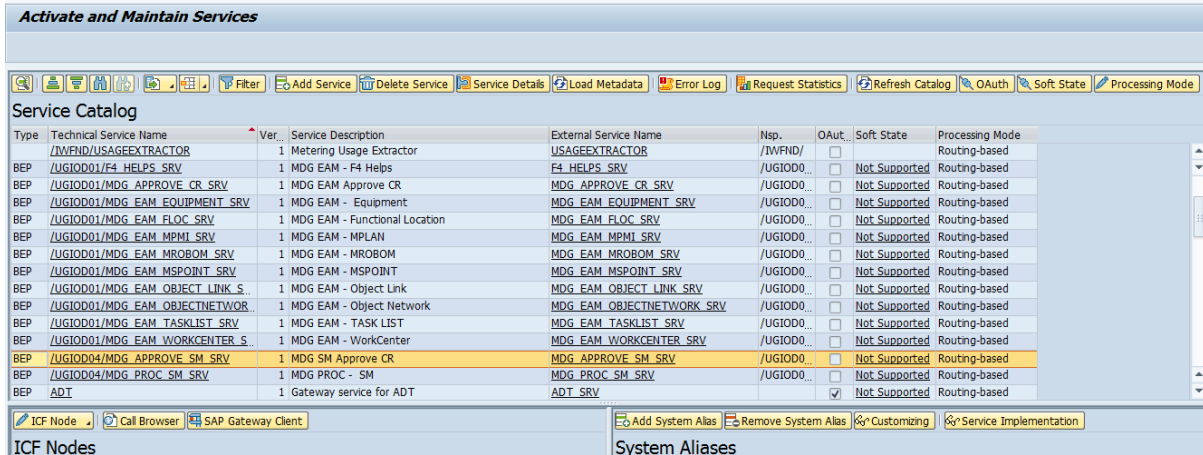 Activate and Maintain Services
Filter Add Service Delete Service Service Details Load Metadata Error Log Request Statistics Refresh Catalog OAuth Soft State Processing Mode
Service Catalog
Type Technical Service Name Ver... Service Description External Service Name Nsp. OAut... Soft State Processing Mode
/IWFND/USAGEEXTRACTOR 1 Metering Usage Extractor USAGEEXTRACTOR /IWFND/ Routing-based
BEP /UGIOD01/F4_HELPS_SRV 1 MDG EAM - F4 Helps F4_HELPS_SRV /UGIOD0... Not Supported Routing-based
BEP /UGIOD01/MDG_APPROVE_CR_SRV 1 MDG EAM Approve CR MDG_APPROVE_CR_SRV /UGIOD0... Not Supported Routing-based
BEP /UGIOD01/MDG_EAM_EQUIPMENT_SRV 1 MDG EAM - Equipment MDG_EAM_EQUIPMENT_SRV /UGIOD0... Not Supported Routing-based
BEP /UGIOD01/MDG_EAM_FLOC_SRV 1 MDG EAM - Functional Location MDG_EAM_FLOC_SRV /UGIOD0... Not Supported Routing-based
BEP /UGIOD01/MDG_EAM_MPMI_SRV 1 MDG EAM - MPLAN MDG_EAM_MPMI_SRV /UGIOD0... Not Supported Routing-based
BEP /UGIOD01/MDG_EAM_MROBOM_SRV 1 MDG EAM - MROBOM MDG_EAM_MROBOM_SRV /UGIOD0... Not Supported Routing-based
BEP /UGIOD01/MDG_EAM_MSPOINT_SRV 1 MDG EAM - MSPOINT MDG_EAM_MSPOINT_SRV /UGIOD0... Not Supported Routing-based
BEP /UGIOD01/MDG_EAM_OBJECT_LINK_S... 1 MDG EAM - Object Link MDG_EAM_OBJECT_LINK_SRV /UGIOD0... Not Supported Routing-based
BEP /UGIOD01/MDG_EAM_OBJECTNETWOR... 1 MDG EAM - Object Network MDG_EAM_OBJECTNETWORK_SRV /UGIOD0... Not Supported Routing-based
BEP /UGIOD01/MDG_EAM_TASKLIST_SRV 1 MDG EAM - TASK LIST MDG_EAM_TASKLIST_SRV /UGIOD0... Not Supported Routing-based
BEP /UGIOD01/MDG_EAM_WORKCENTER_S... 1 MDG EAM - WorkCenter MDG_EAM_WORKCENTER_SRV /UGIOD0... Not Supported Routing-based
BEP /UGIOD04/MDG_APPROVE_SM_SRV 1 MDG SM Approve CR MDG_APPROVE_SM_SRV /UGIOD0... Not Supported Routing-based
BEP /UGIOD04/MDG_PROC_SM_SRV 1 MDG PROC - SM MDG_PROC_SM_SRV /UGIOD0... Not Supported Routing-based
BEP ADT 1 Gateway service for ADT ADT_SRV Not Supported Routing-based
ICF Node Call Browser SAP Gateway Client Add System Alias Remove System Alias Customizing Service Implementation
ICF Nodes System Aliases